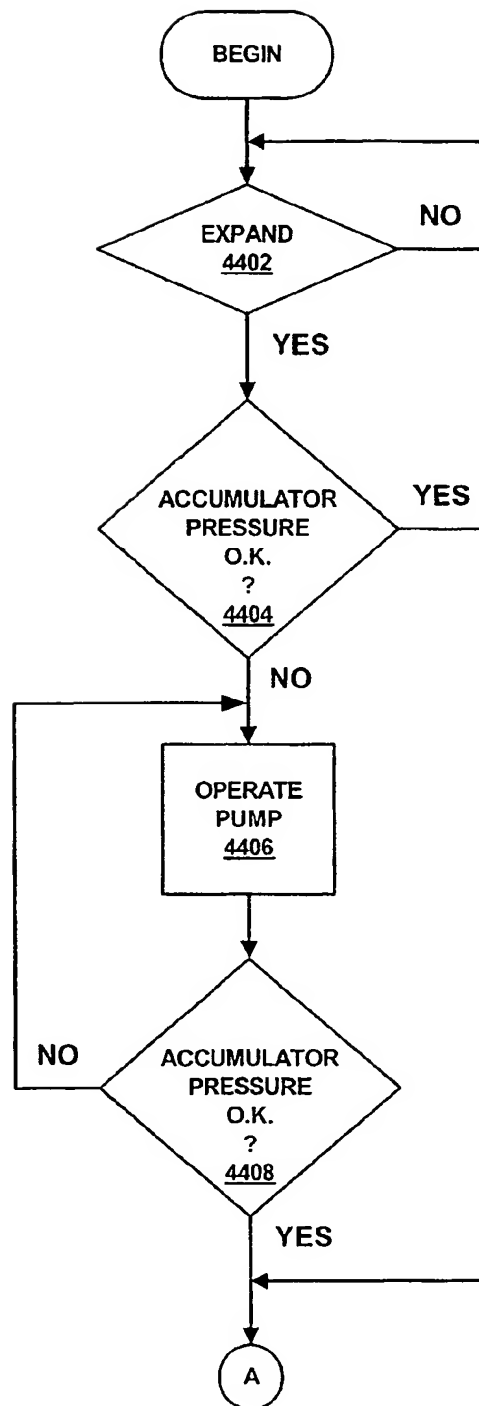 BEGIN
EXPAND
4402
NO
YES
ACCUMULATOR
PRESSURE
O.K.
?
4404
YES
NO
OPERATE
PUMP
4406
NO
ACCUMULATOR
PRESSURE
O.K.
?
4408
YES
A